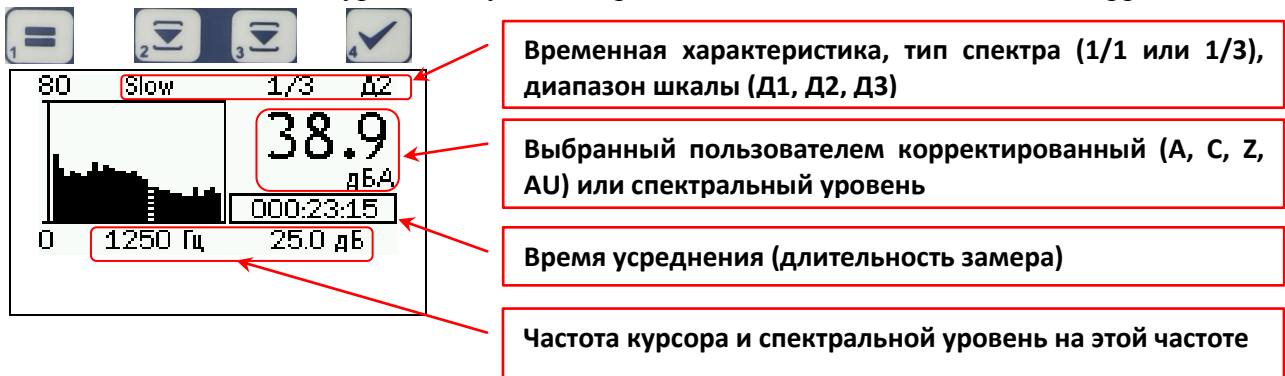 1 2 3 4
80 Slow 1/3 Д2
38.9
дБА
000:23:15
0 1250 Гц 25.0 дБ
Временная характеристика, тип спектра (1/1 или 1/3),
диапазон шкалы (Д1, Д2, Д3)
Выбранный пользователем корректированный (A, C, Z,
AU) или спектральный уровень
Время усреднения (длительность замера)
Частота курсора и спектральной уровень на этой частоте